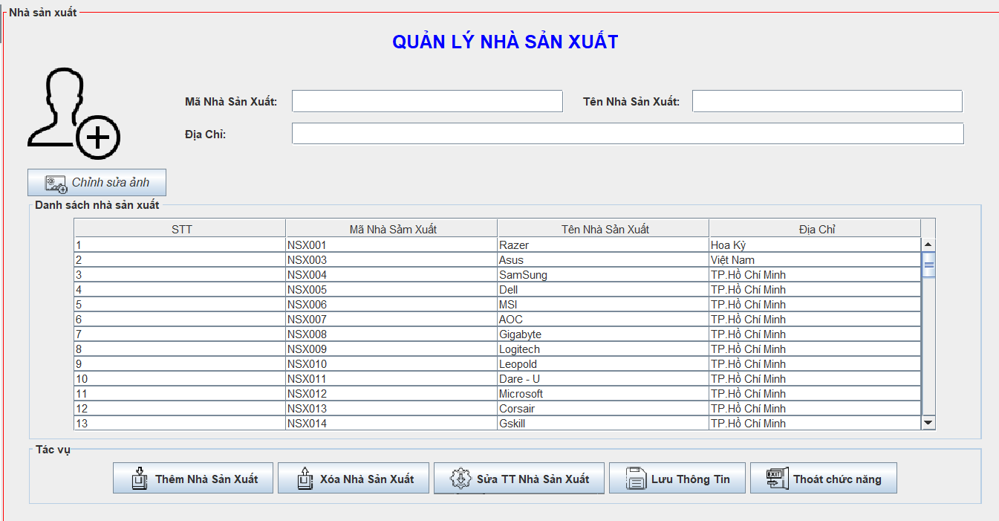 Nhà sản xuất
QUẢN LÝ NHÀ SẢN XUẤT
Mã Nhà Sản Xuất: Tên Nhà Sản Xuất:
Địa Chỉ:
Chỉnh sửa ảnh
Danh sách nhà sản xuất
STT Mã Nhà Sảm Xuất Tên Nhà Sản Xuất Địa Chỉ
1 NSX001 Razer Hoa Kỳ
2 NSX003 Asus Việt Nam
3 NSX004 SamSung TP.Hồ Chí Minh
4 NSX005 Dell TP.Hồ Chí Minh
5 NSX006 MSI TP.Hồ Chí Minh
6 NSX007 AOC TP.Hồ Chí Minh
7 NSX008 Gigabyte TP.Hồ Chí Minh
8 NSX009 Logitech TP.Hồ Chí Minh
9 NSX010 Leopold TP.Hồ Chí Minh
10 NSX011 Dare - U TP.Hồ Chí Minh
11 NSX012 Microsoft TP.Hồ Chí Minh
12 NSX013 Corsair TP.Hồ Chí Minh
13 NSX014 Gskill TP.Hồ Chí Minh
Tác vụ
Thêm Nhà Sản Xuất Xóa Nhà Sản Xuất Sửa TT Nhà Sản Xuất Lưu Thông Tin EXIT Thoát chức năng